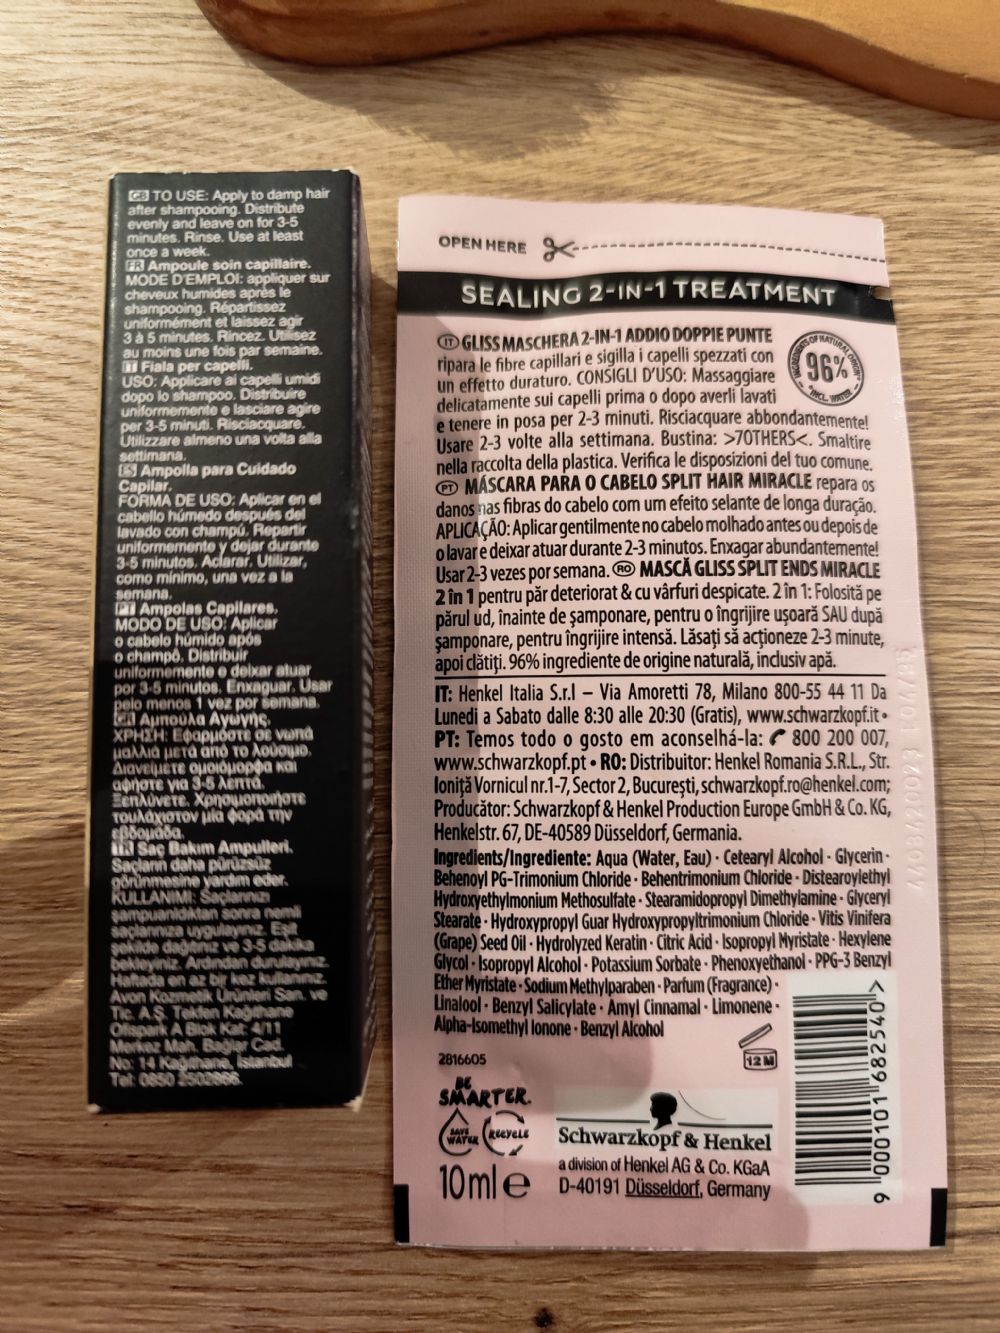 GB TO USE: Apply to damp hair
after shampooing. Distribute
evenly and leave on for 3-5
minutes. Rinse. Use at least
once a week.
FR Ampoule soin capillaire.
MODE D'EMPLOI: appliquer sur
cheveux humides après le
shampooing. Répartissez
uniformément et laissez agir
3 à 5 minutes. Rincez. Utilisez
au moins une fois par semaine.
IT Fiala per capelli.
USO: Applicare ai capelli umidi
dopo lo shampoo. Distribuire
uniformemente e lasciare agire
per 3-5 minuti. Risciacquare.
Utilizzare almeno una volta alla
settimana.
ES Ampolla para Cuidado
Capilar.
FORMA DE USO: Aplicar en el
cabello húmedo después del
lavado con champú. Repartir
uniformemente y dejar durante
3-5 minutos. Aclarar. Utilizar,
como mínimo, una vez a la
semana.
PT Ampolas Capilares.
MODO DE USO: Aplicar
o cabelo húmido após
o champô. Distribuir
uniformemente e deixar atuar
por 3-5 minutos. Enxaguar. Usar
pelo menos 1 vez por semana.
GR Αμπούλα Αγωγής.
ΧΡΗΣΗ: Εφαρμόστε σε νωπά
μαλλιά μετά από το λούσιμο.
Διανείμετε ομοιόμορφα και
αφήστε για 3-5 λεπτά.
Ξεπλύνετε. Χρησιμοποιήστε
τουλάχιστον μία φορά την
εβδομάδα.
TR Saç Bakım Ampulleri.
Saçların daha pürüzsüz
görünmesine yardım eder.
KULLANIMI: Saçlarınızı
şampuanladıktan sonra nemli
saçlarınıza uygulayınız. Eşit
şekilde dağıtınız ve 3-5 dakika
bekleyiniz. Ardından durulayınız.
Haftada en az bir kez kullanınız.
Avon Kozmetik Ürünleri San. ve
Tic. A.Ş. Tekfen Kağıthane
Ofispark A Blok Kat: 4/11
Merkez Mah. Bağlar Cad.
No: 14 Kağıthane, İstanbul
Tel: 0850 2502866.
OPEN HERE
SEALING 2-IN-1 TREATMENT
IT GLISS MASCHERA 2-IN-1 ADDIO DOPPIE PUNTE
ripara le fibre capillari e sigilla i capelli spezzati con
un effetto duraturo. CONSIGLI D'USO: Massaggiare
delicatamente sui capelli prima o dopo averli lavati
e tenere in posa per 2-3 minuti. Risciacquare abbondantemente!
Usare 2-3 volte alla settimana. Bustina: >7OTHERS<. Smaltire
nella raccolta della plastica. Verifica le disposizioni del tuo comune.
PT MÁSCARA PARA O CABELO SPLIT HAIR MIRACLE repara os
danos nas fibras do cabelo com um efeito selante de longa duração.
APLICAÇÃO: Aplicar gentilmente no cabelo molhado antes ou depois de
o lavar e deixar atuar durante 2-3 minutos. Enxagar abundantemente!
Usar 2-3 vezes por semana. RO MASCĂ GLISS SPLIT ENDS MIRACLE
2 în 1 pentru păr deteriorat & cu vârfuri despicate. 2 în 1: Folosită pe
părul ud, înainte de șamponare, pentru o îngrijire ușoară SAU după
șamponare, pentru îngrijire intensă. Lăsați să acționeze 2-3 minute,
apoi clătiți. 96% ingrediente de origine naturală, inclusiv apă.
INGREDIENTS OF NATURAL ORIGIN*
96%
*INCL. WATER
IT: Henkel Italia S.r.l – Via Amoretti 78, Milano 800-55 44 11 Da
Lunedì a Sabato dalle 8:30 alle 20:30 (Gratis), www.schwarzkopf.it •
PT: Temos todo o gosto em aconselhá-la: 800 200 007,
www.schwarzkopf.pt • RO: Distribuitor: Henkel Romania S.R.L., Str.
Ioniță Vornicul nr.1-7, Sector 2, București, schwarzkopf.ro@henkel.com;
Producător: Schwarzkopf & Henkel Production Europe GmbH & Co. KG,
Henkelstr. 67, DE-40589 Düsseldorf, Germania.
Ingredients/Ingrediente: Aqua (Water, Eau) · Cetearyl Alcohol · Glycerin ·
Behenoyl PG-Trimonium Chloride · Behentrimonium Chloride · Distearoylethyl
Hydroxyethylmonium Methosulfate · Stearamidopropyl Dimethylamine · Glyceryl
Stearate · Hydroxypropyl Guar Hydroxypropyltrimonium Chloride · Vitis Vinifera
(Grape) Seed Oil · Hydrolyzed Keratin · Citric Acid · Isopropyl Myristate · Hexylene
Glycol · Isopropyl Alcohol · Potassium Sorbate · Phenoxyethanol · PPG-3 Benzyl
Ether Myristate · Sodium Methylparaben · Parfum (Fragrance) ·
Linalool · Benzyl Salicylate · Amyl Cinnamal · Limonene ·
Alpha-Isomethyl Ionone · Benzyl Alcohol
2816605
12 M
BE
SMARTER.
SAVE
WATER
RECYCLE
10 ml e
Schwarzkopf & Henkel
a division of Henkel AG & Co. KGaA
D-40191 Düsseldorf, Germany
9 000101 682540 >